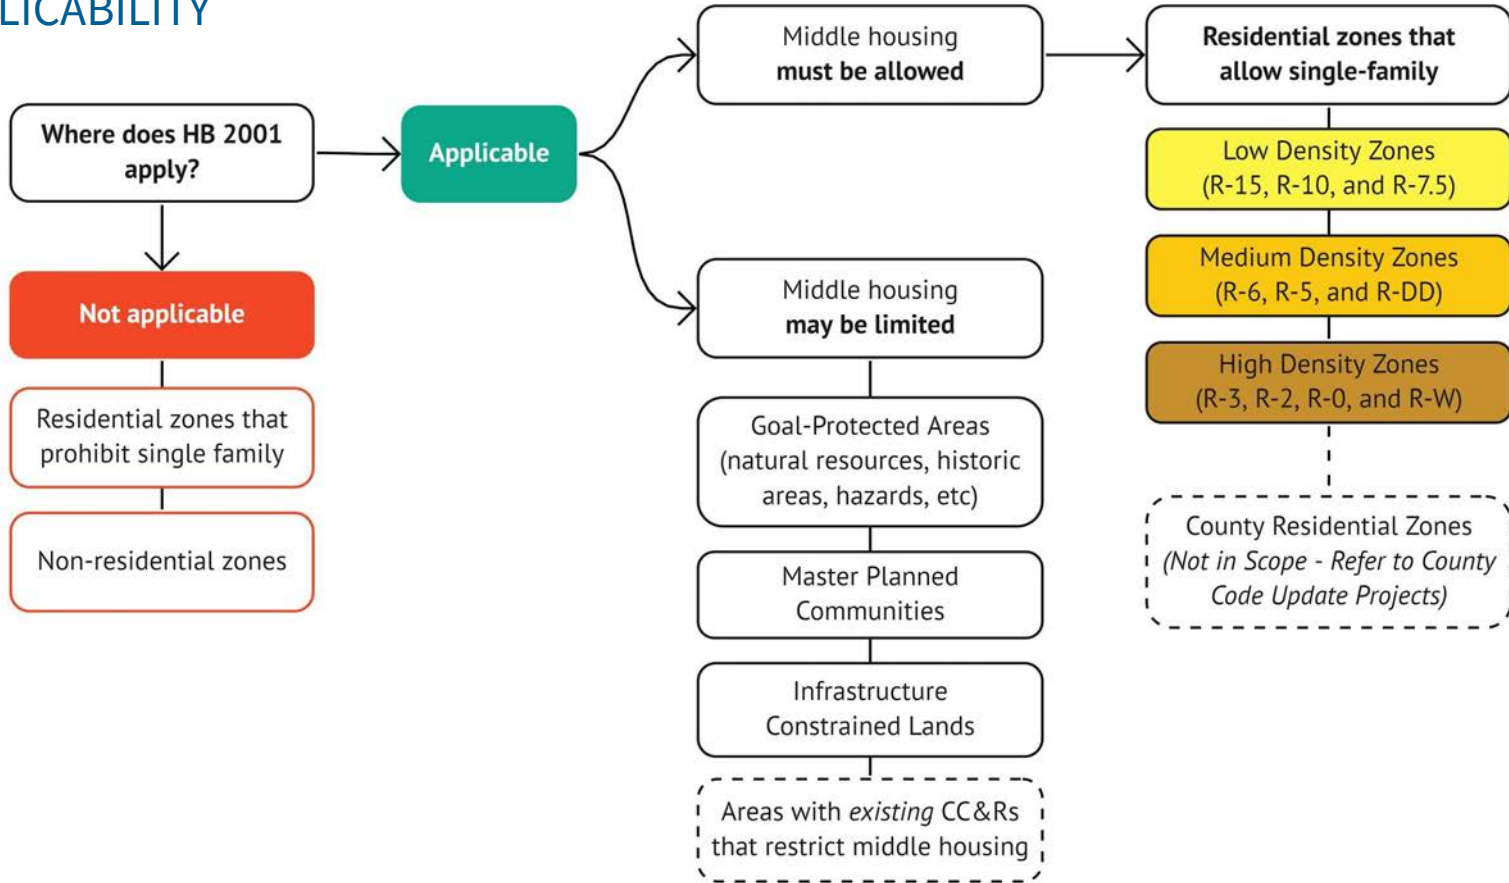 LICABILITY
Where does HB 2001
apply?
Applicable
Not applicable
Residential zones that
prohibit single family
Non-residential zones
Middle housing
must be allowed
Middle housing
may be limited
Goal-Protected Areas
(natural resources, historic
areas, hazards, etc)
Master Planned
Communities
Infrastructure
Constrained Lands
Areas with existing CC&Rs
that restrict middle housing
Residential zones that
allow single-family
Low Density Zones
(R-15, R-10, and R-7.5)
Medium Density Zones
(R-6, R-5, and R-DD)
High Density Zones
(R-3, R-2, R-0, and R-W)
County Residential Zones
(Not in Scope - Refer to County
Code Update Projects)